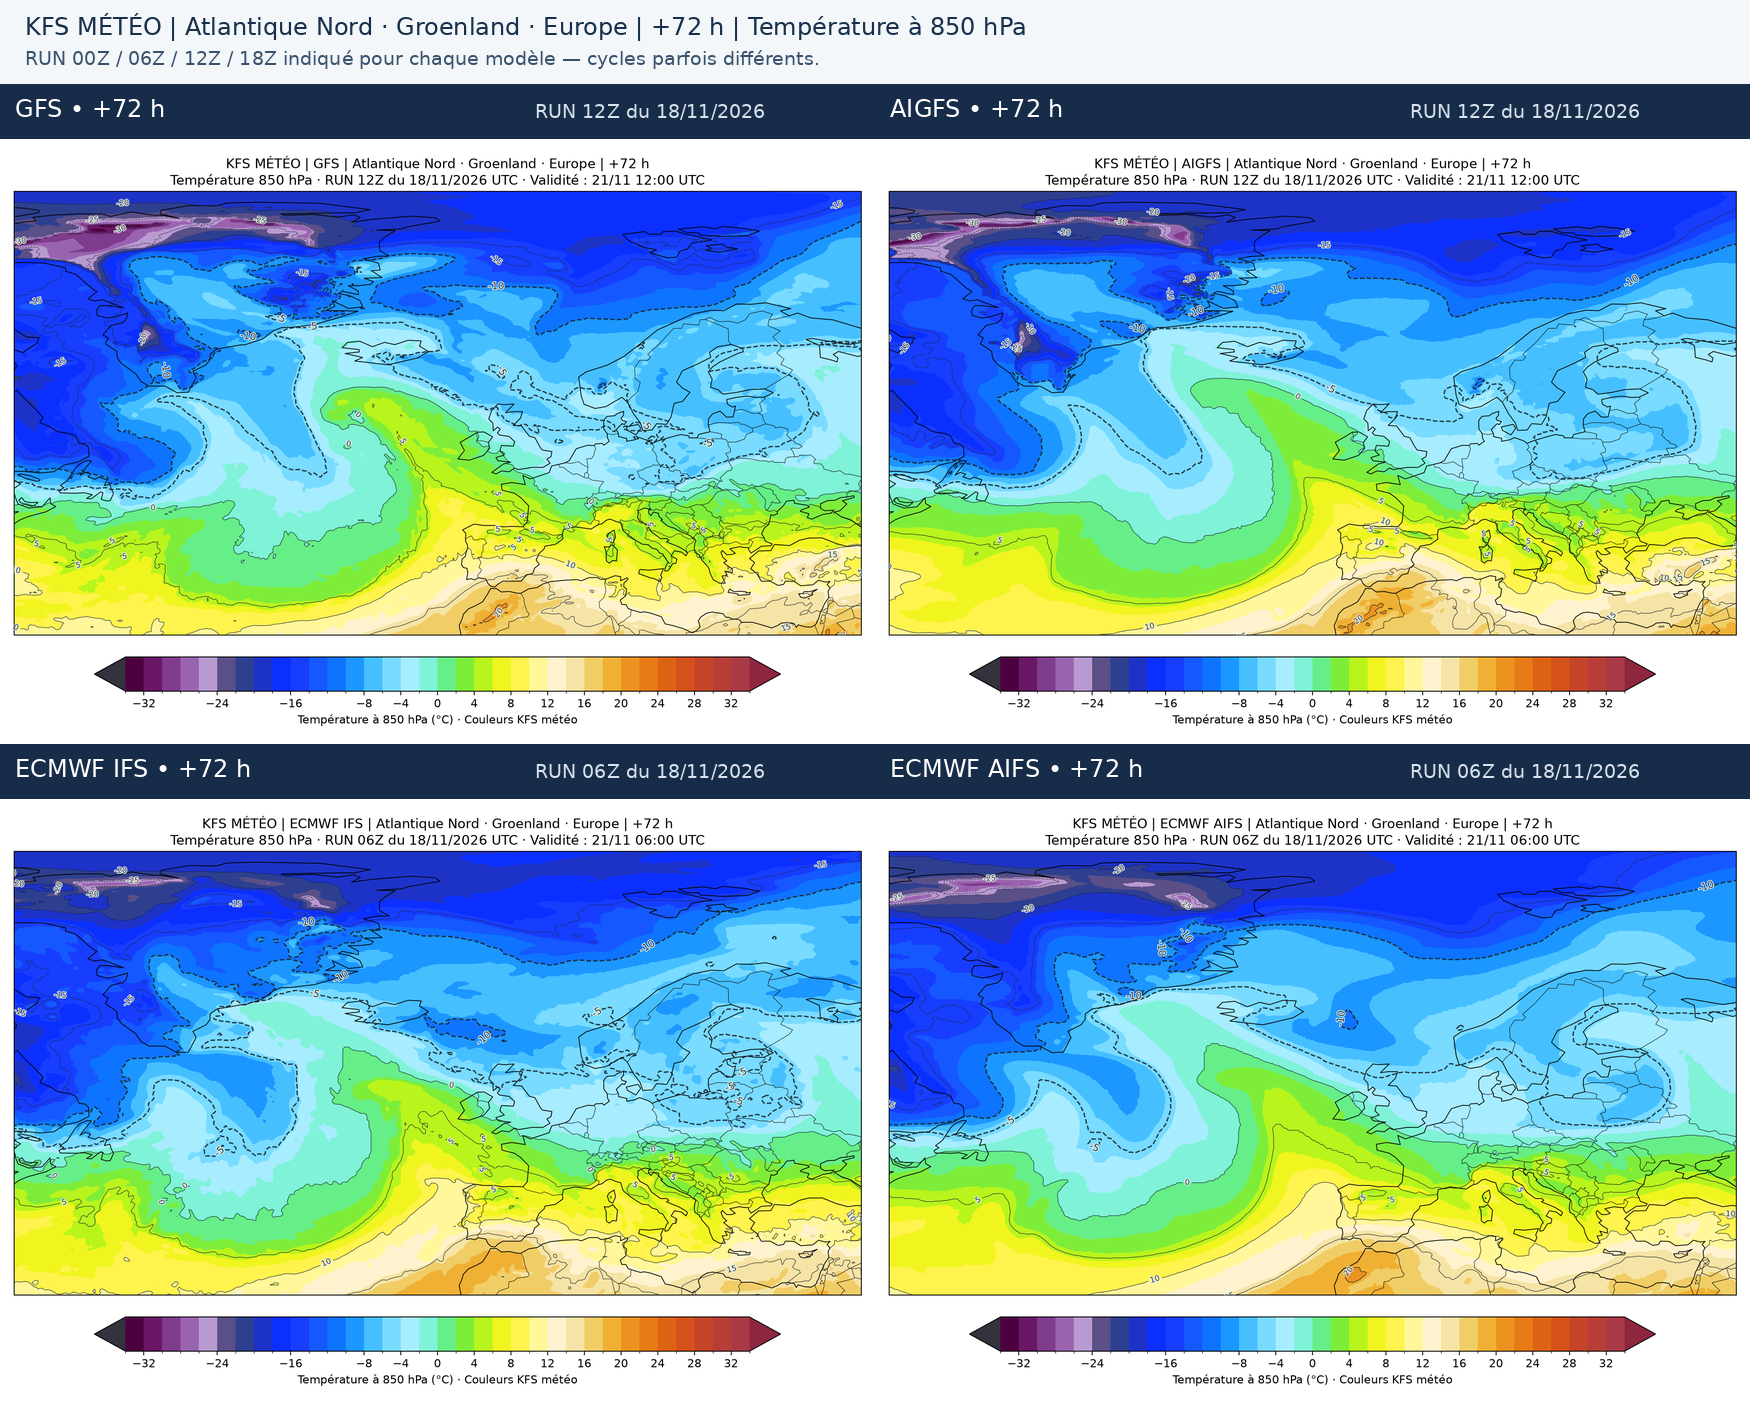 KFS MÉTÉO | Atlantique Nord · Groenland · Europe | +72 h | Température à 850 hPa
RUN 00Z / 06Z / 12Z / 18Z indiqué pour chaque modèle — cycles parfois différents.
GFS • +72 h RUN 12Z du 18/11/2026
KFS MÉTÉO | GFS | Atlantique Nord · Groenland · Europe | +72 h
Température 850 hPa · RUN 12Z du 18/11/2026 UTC · Validité : 21/11 12:00 UTC
−32 −24 −16 −8 −4 0 4 8 12 16 20 24 28 32
Température à 850 hPa (°C) · Couleurs KFS météo
AIGFS • +72 h RUN 12Z du 18/11/2026
KFS MÉTÉO | AIGFS | Atlantique Nord · Groenland · Europe | +72 h
Température 850 hPa · RUN 12Z du 18/11/2026 UTC · Validité : 21/11 12:00 UTC
−32 −24 −16 −8 −4 0 4 8 12 16 20 24 28 32
Température à 850 hPa (°C) · Couleurs KFS météo
ECMWF IFS • +72 h RUN 06Z du 18/11/2026
KFS MÉTÉO | ECMWF IFS | Atlantique Nord · Groenland · Europe | +72 h
Température 850 hPa · RUN 06Z du 18/11/2026 UTC · Validité : 21/11 06:00 UTC
−32 −24 −16 −8 −4 0 4 8 12 16 20 24 28 32
Température à 850 hPa (°C) · Couleurs KFS météo
ECMWF AIFS • +72 h RUN 06Z du 18/11/2026
KFS MÉTÉO | ECMWF AIFS | Atlantique Nord · Groenland · Europe | +72 h
Température 850 hPa · RUN 06Z du 18/11/2026 UTC · Validité : 21/11 06:00 UTC
−32 −24 −16 −8 −4 0 4 8 12 16 20 24 28 32
Température à 850 hPa (°C) · Couleurs KFS météo